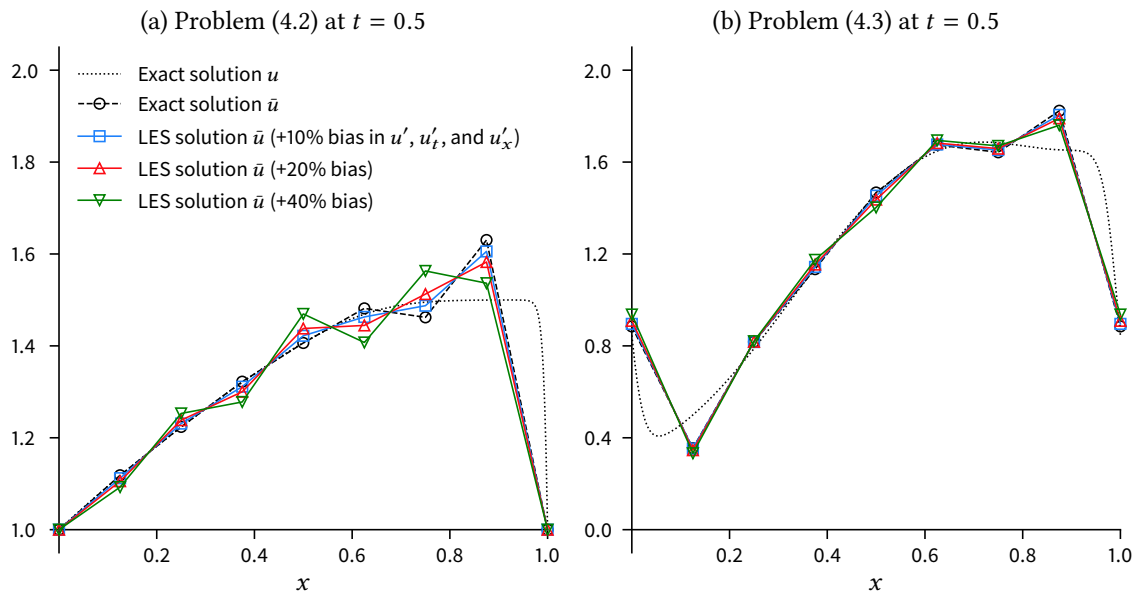 (a) Problem (4.2) at t = 0.5
2.0
1.8
1.6
1.4
1.2
1.0
Exact solution u
Exact solution ū
LES solution ū (+10% bias in u′, u′ₜ, and u′ₓ)
LES solution ū (+20% bias)
LES solution ū (+40% bias)
0.2
0.4
0.6
0.8
1.0
x
(b) Problem (4.3) at t = 0.5
2.0
1.6
1.2
0.8
0.4
0.0
0.2
0.4
0.6
0.8
1.0
x